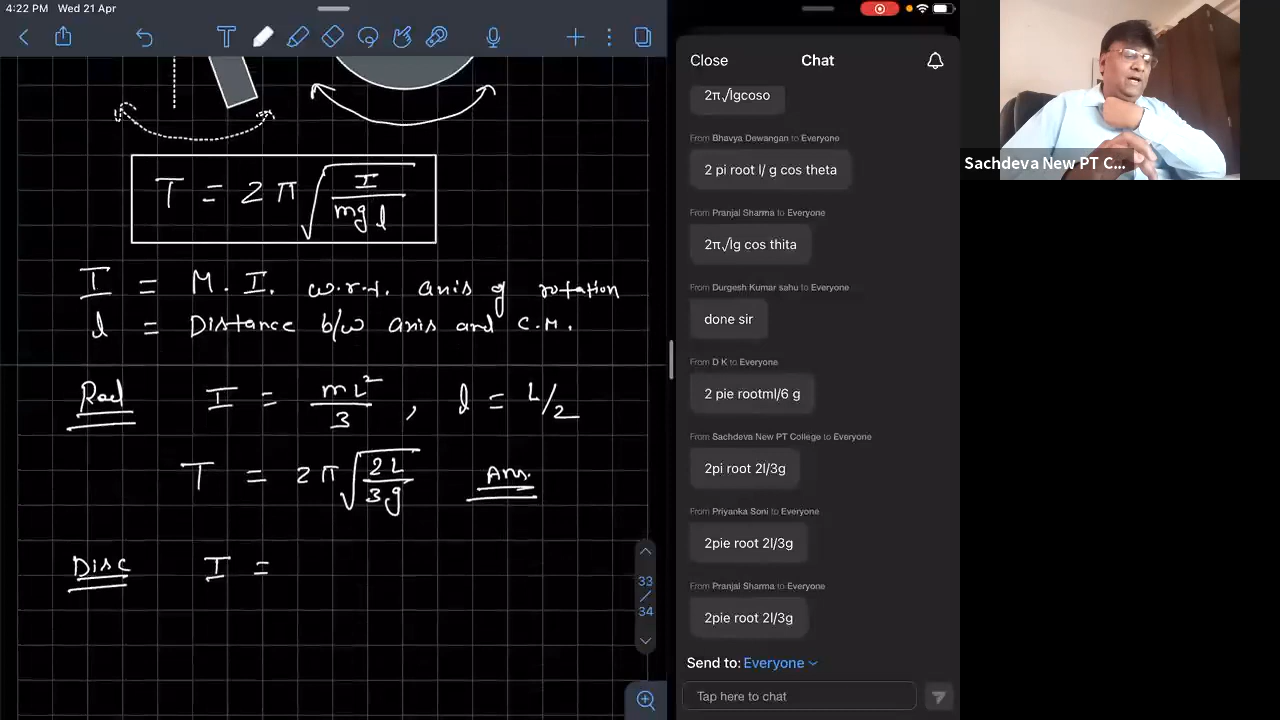 4:22 PM Wed 21 Apr
T = 2π√(I/mgl)
I = M.I. w.r.t. axis of rotation
l = Distance b/w axis and C.M.
Rod I = mL²/3 , l = L/2
T = 2π√(2L/3g) Ans.
Disc I =
33
/
34
Close Chat
2π√lgcoso
From Bhavya Dewangan to Everyone
2 pi root l/ g cos theta
From Pranjal Sharma to Everyone
2π√lg cos thita
From Durgesh Kumar sahu to Everyone
done sir
From D K to Everyone
2 pie rootml/6 g
From Sachdeva New PT College to Everyone
2pi root 2l/3g
From Priyanka Soni to Everyone
2pie root 2l/3g
From Pranjal Sharma to Everyone
2pie root 2l/3g
Send to: Everyone
Tap here to chat
Sachdeva New PT C...